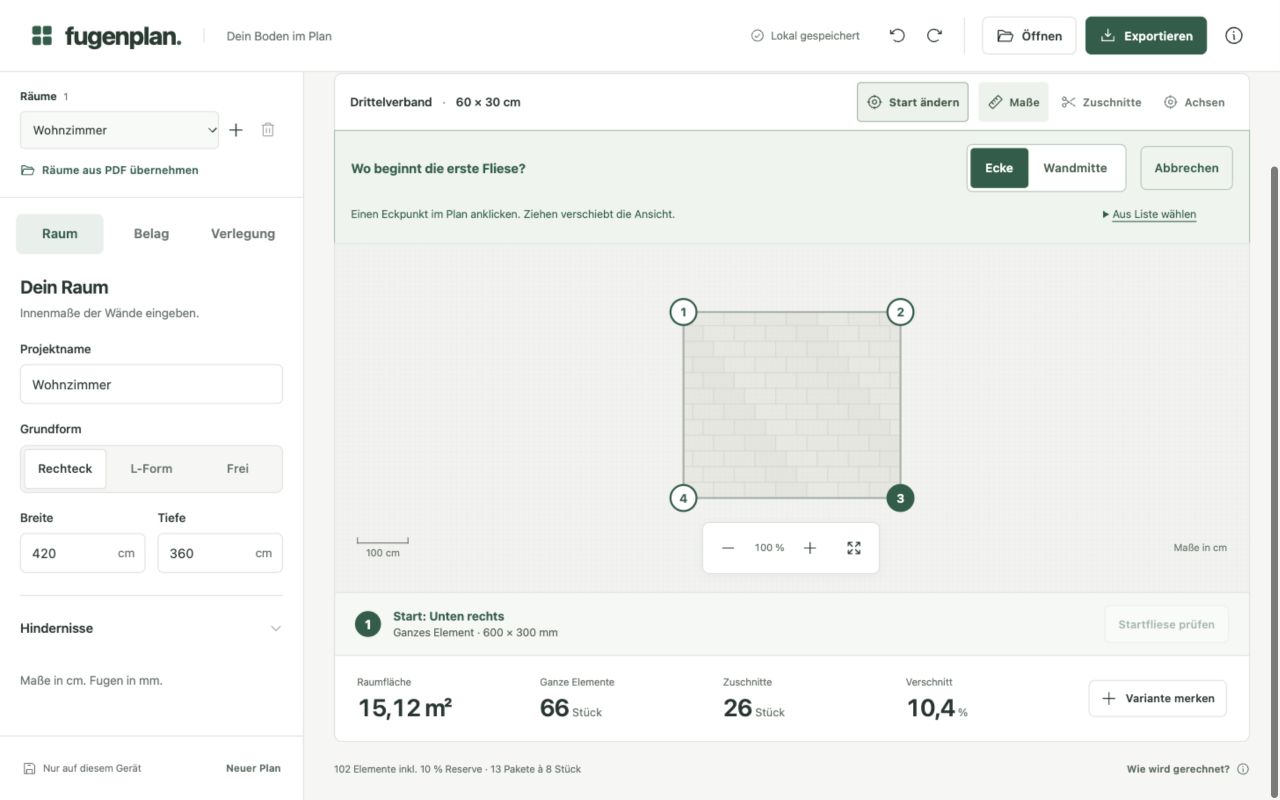 fugenplan.
Dein Boden im Plan
Lokal gespeichert
Öffnen
Exportieren
Räume 1
Wohnzimmer
Räume aus PDF übernehmen
Raum
Belag
Verlegung
Dein Raum
Innenmaße der Wände eingeben.
Projektname
Wohnzimmer
Grundform
Rechteck
L-Form
Frei
Breite
Tiefe
420 cm
360 cm
Hindernisse
Maße in cm. Fugen in mm.
Nur auf diesem Gerät
Neuer Plan
Drittelverband · 60 × 30 cm
Start ändern
Maße
Zuschnitte
Achsen
Wo beginnt die erste Fliese?
Ecke
Wandmitte
Abbrechen
Einen Eckpunkt im Plan anklicken. Ziehen verschiebt die Ansicht.
Aus Liste wählen
1
2
4
3
100 cm
100 %
Maße in cm
1
Start: Unten rechts
Ganzes Element · 600 × 300 mm
Startfliese prüfen
Raumfläche
15,12 m²
Ganze Elemente
66 Stück
Zuschnitte
26 Stück
Verschnitt
10,4 %
Variante merken
102 Elemente inkl. 10 % Reserve · 13 Pakete à 8 Stück
Wie wird gerechnet?